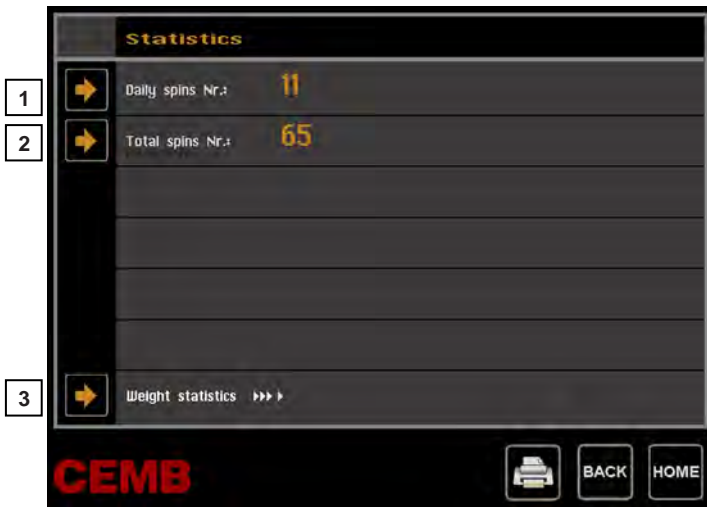 Statistics
1 Daily spins Nr.: 11
2 Total spins Nr.: 65
3 Weight statistics
CEMB BACK HOME